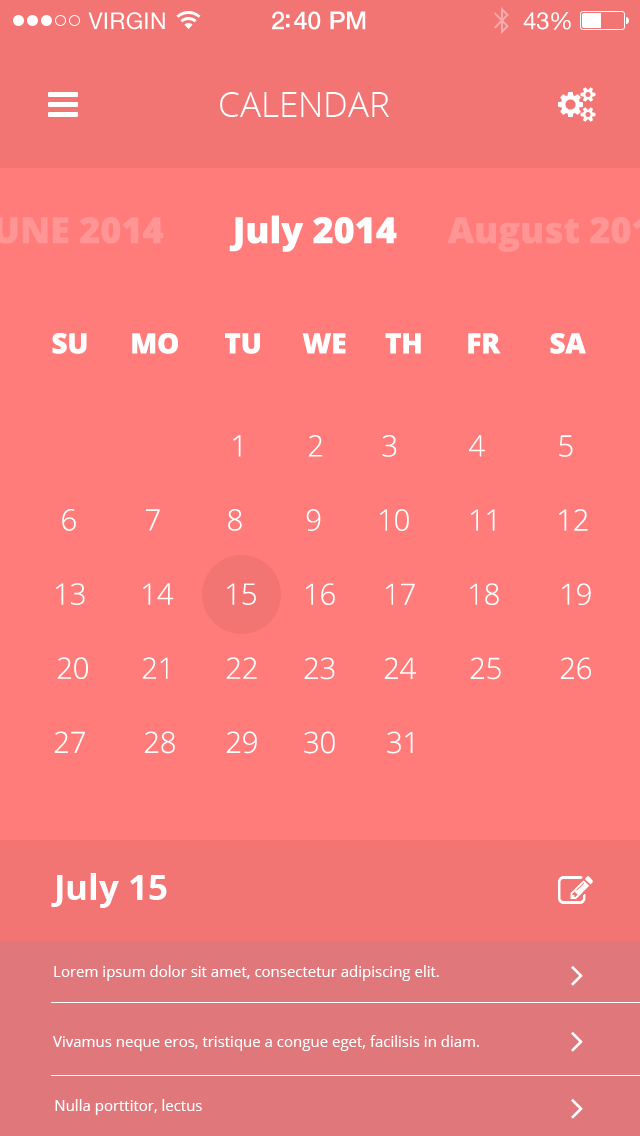 VIRGIN 2:40 PM 43%
CALENDAR
UNE 2014 July 2014 August 201
SU MO TU WE TH FR SA
1 2 3 4 5
6 7 8 9 10 11 12
13 14 15 16 17 18 19
20 21 22 23 24 25 26
27 28 29 30 31
July 15
Lorem ipsum dolor sit amet, consectetur adipiscing elit.
Vivamus neque eros, tristique a congue eget, facilisis in diam.
Nulla porttitor, lectus